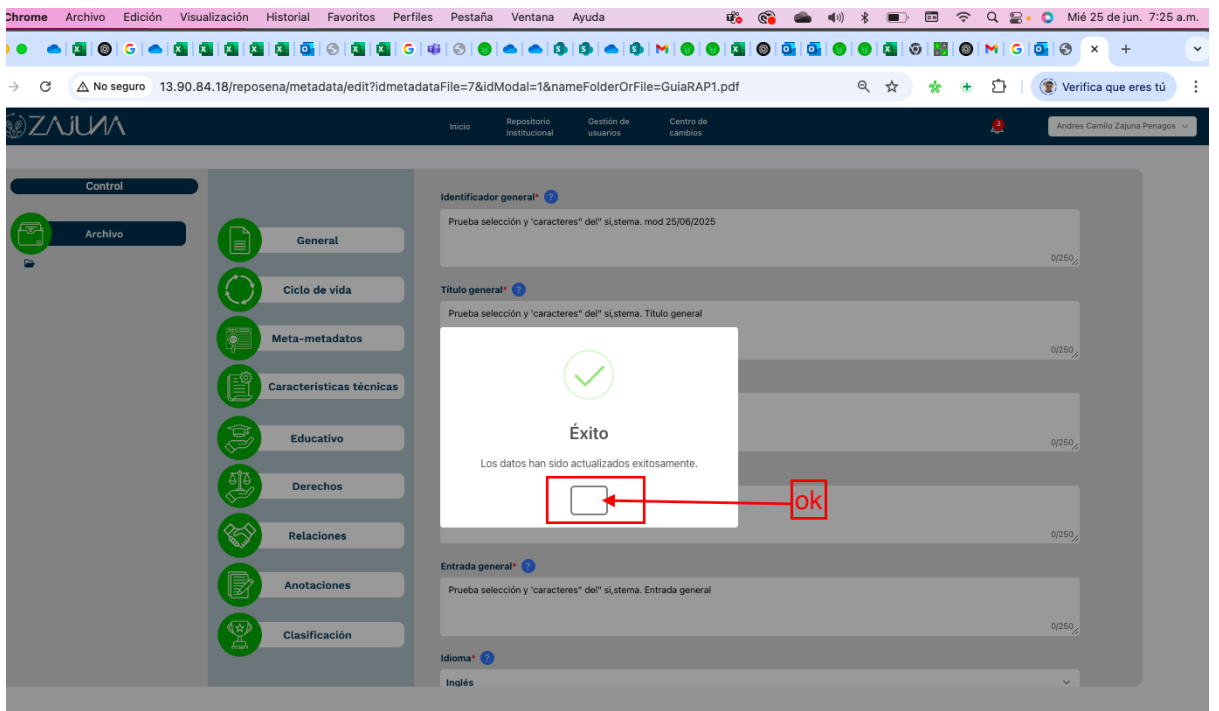 Chrome Archivo Edición Visualización Historial Favoritos Perfiles Pestaña Ventana Ayuda Mié 25 de jun. 7:25 a.m.
No seguro 13.90.84.18/reposena/metadata/edit?idmetadataFile=7&idModal=1&nameFolderOrFile=GuiaRAP1.pdf Verifica que eres tú
ZAJUNA Inicio Repositorio Institucional Gestión de usuarios Centro de cambios 3 Andres Camilo Zajuna Penagos
Control
Archivo
General
Ciclo de vida
Meta-metadatos
Caracteristicas técnicas
Educativo
Derechos
Relaciones
Anotaciones
Clasificación
Identificador general* ?
Prueba selección y 'caracteres" del" si,stema. mod 25/06/2025
0/250
Título general* ?
Prueba selección y 'caracteres" del" si,stema. Título general
0/250
0/250
0/250
Éxito
Los datos han sido actualizados exitosamente.
ok
Entrada general* ?
Prueba selección y 'caracteres" del" si,stema. Entrada general
0/250
Idioma* ?
Inglés